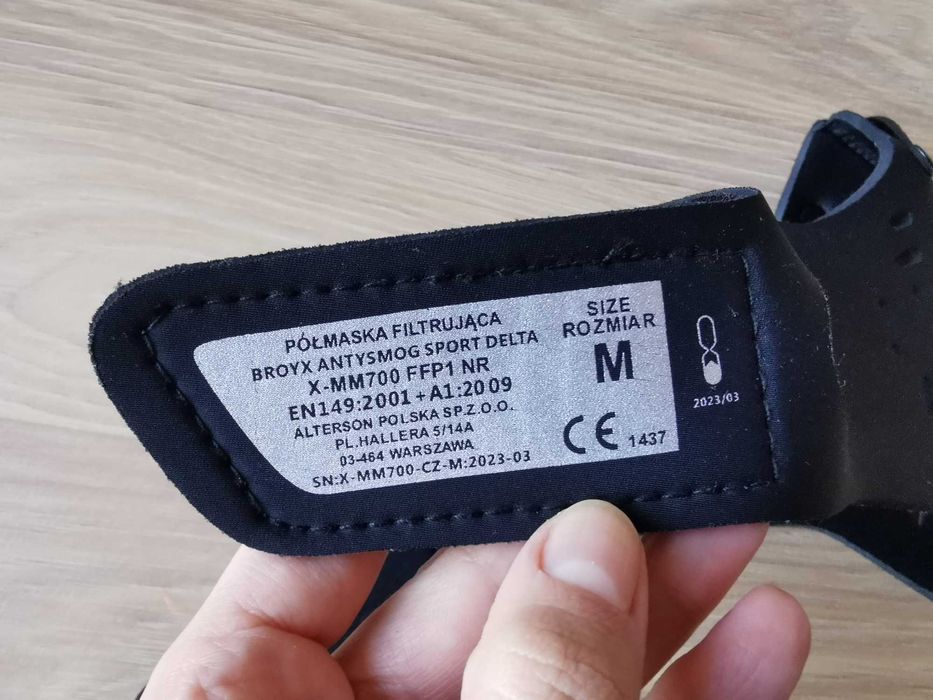 PÓŁMASKA FILTRUJĄCA
BROYX ANTYSMOG SPORT DELTA
X-MM700 FFP1 NR
EN149:2001+A1:2009
ALTERSON POLSKA SP.Z.O.O.
PL.HALLERA 5/14A
03-464 WARSZAWA
SN:X-MM700-CZ-M:2023-03
SIZE
ROZMIAR
M
CE 1437
2023/03